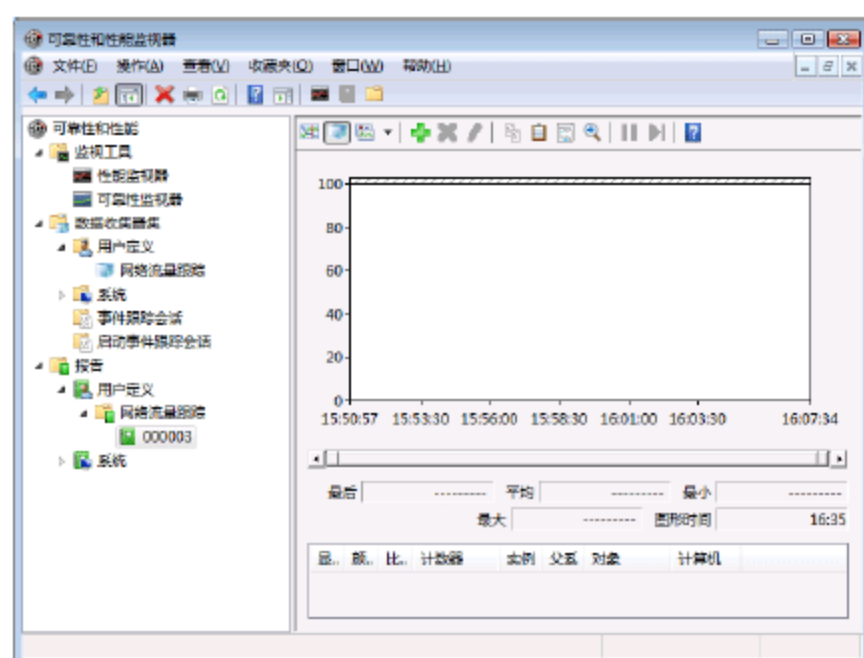 可靠性和性能监视器
文件(F) 操作(A) 查看(V) 收藏夹(O) 窗口(W) 帮助(H)
可靠性和性能
监视工具
性能监视器
可靠性监视器
数据收集器集
用户定义
网络流量跟踪
系统
事件跟踪会话
启动事件跟踪会话
报告
用户定义
网络流量跟踪
000003
系统
100
80
60
40
20
0
15:50:57 15:53:30 15:56:00 15:58:30 16:01:00 16:03:30 16:07:34
最后 --------- 平均 --------- 最小 ---------
最大 --------- 图形时间 16:35
显.. 颜.. 比.. 计数器 实例 父系 对象 计算机